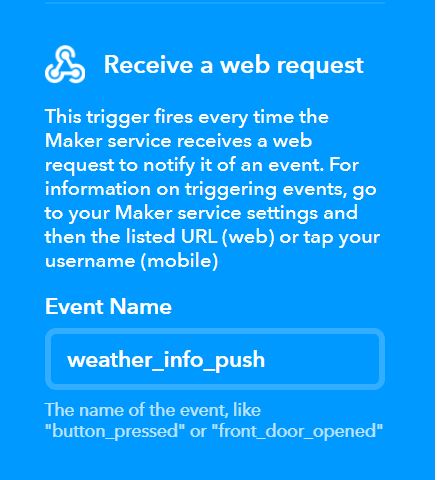 Receive a web request
This trigger fires every time the
Maker service receives a web
request to notify it of an event. For
information on triggering events, go
to your Maker service settings and
then the listed URL (web) or tap your
username (mobile)
Event Name
weather_info_push
The name of the event, like
"button_pressed" or "front_door_opened"